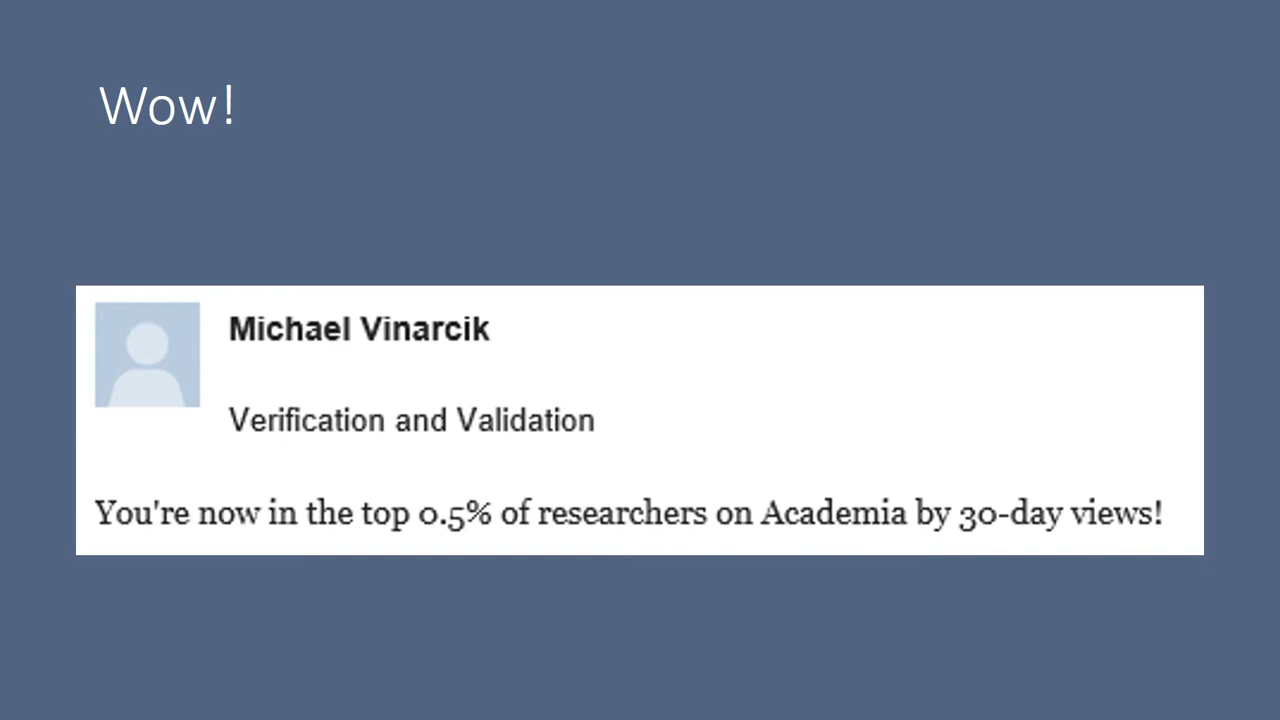 Wow!
Michael Vinarcik
Verification and Validation
You're now in the top 0.5% of researchers on Academia by 30-day views!